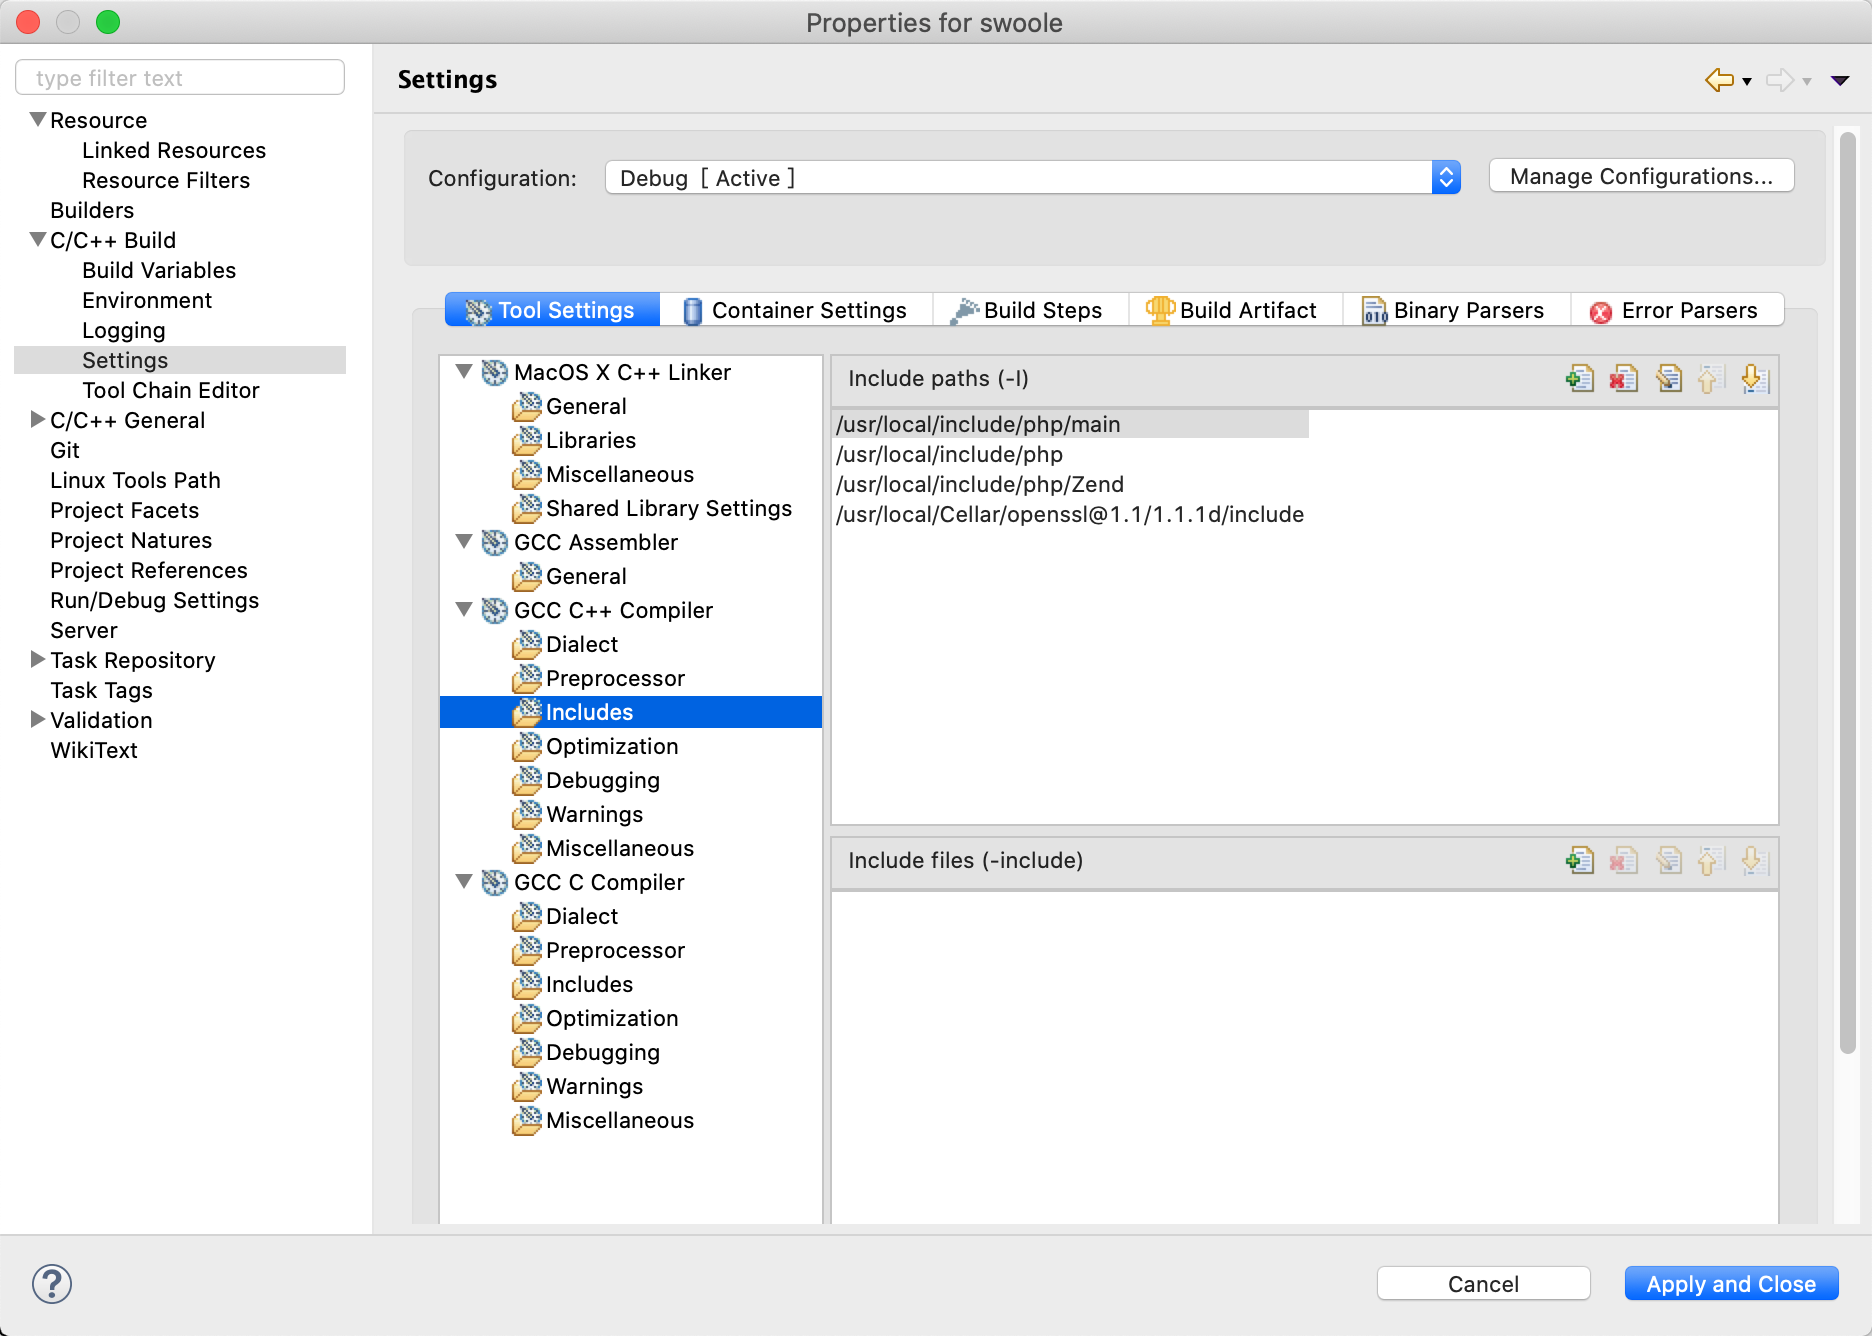 Properties for swoole
type filter text
Resource
Linked Resources
Resource Filters
Builders
C/C++ Build
Build Variables
Environment
Logging
Settings
Tool Chain Editor
C/C++ General
Git
Linux Tools Path
Project Facets
Project Natures
Project References
Run/Debug Settings
Server
Task Repository
Task Tags
Validation
WikiText
Settings
Configuration: Debug [ Active ] Manage Configurations...
Tool Settings Container Settings Build Steps Build Artifact Binary Parsers Error Parsers
MacOS X C++ Linker
General
Libraries
Miscellaneous
Shared Library Settings
GCC Assembler
General
GCC C++ Compiler
Dialect
Preprocessor
Includes
Optimization
Debugging
Warnings
Miscellaneous
GCC C Compiler
Dialect
Preprocessor
Includes
Optimization
Debugging
Warnings
Miscellaneous
Include paths (-I)
/usr/local/include/php/main
/usr/local/include/php
/usr/local/include/php/Zend
/usr/local/Cellar/openssl@1.1/1.1.1d/include
Include files (-include)
Cancel Apply and Close